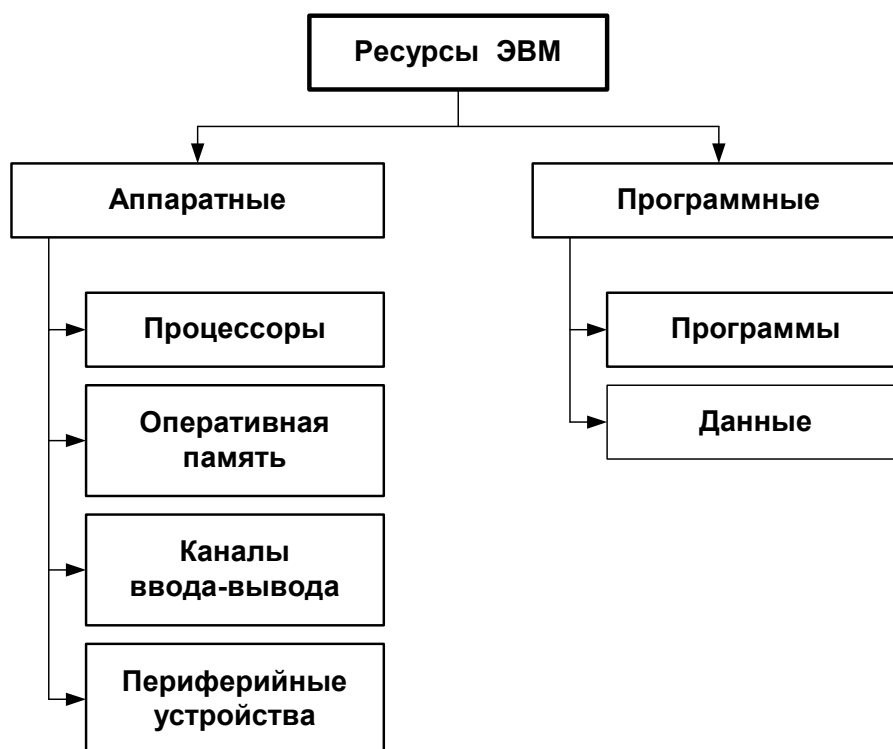 Ресурсы ЭВМ
Аппаратные
Программные
Процессоры
Оперативная
память
Каналы
ввода-вывода
Периферийные
устройства
Программы
Данные